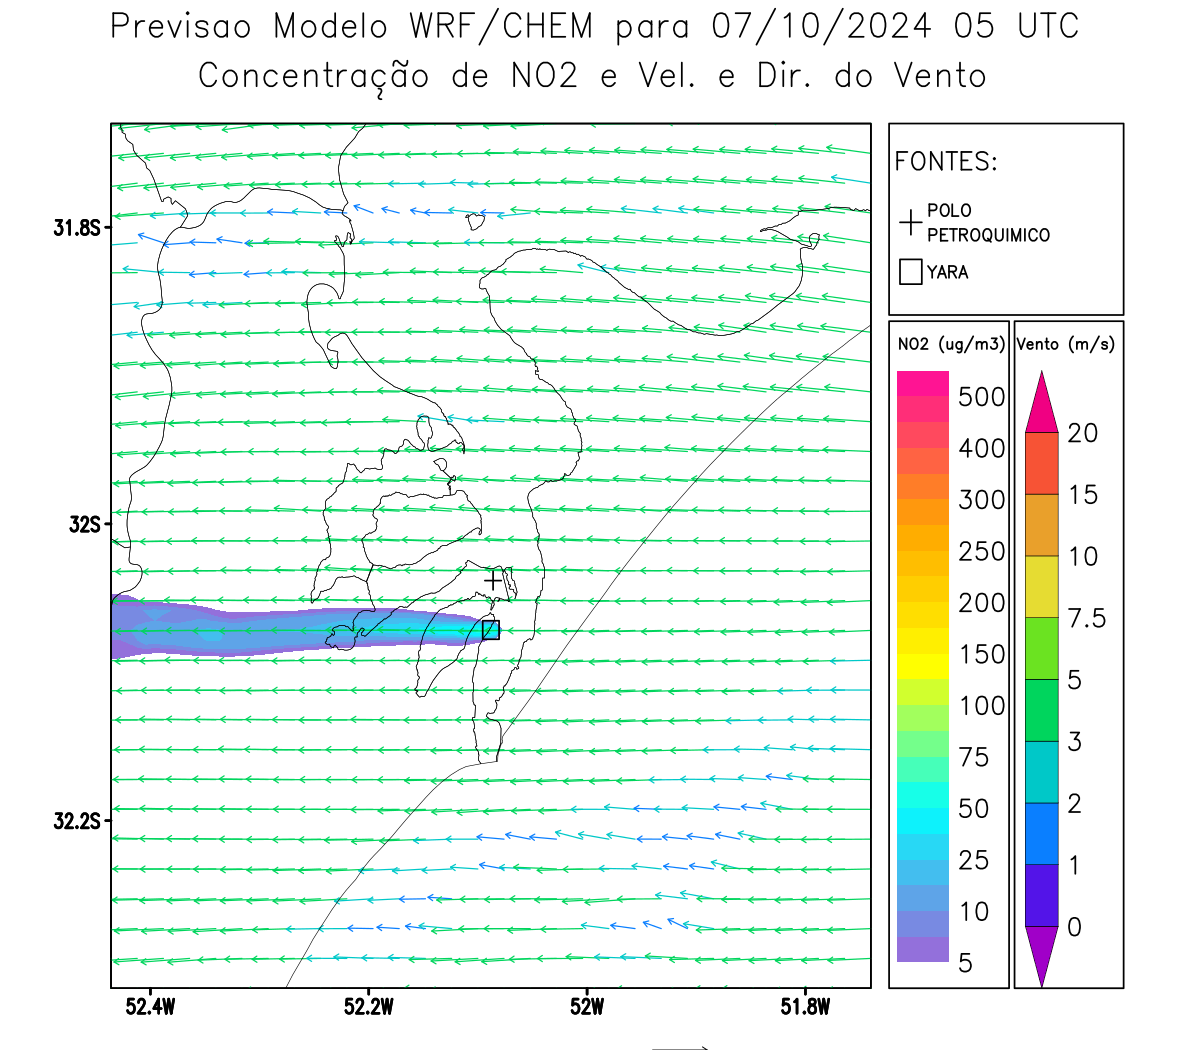 Previsao Modelo WRF/CHEM para 07/10/2024 05 UTC
Concentração de NO2 e Vel. e Dir. do Vento
FONTES:
POLO
PETROQUIMICO
YARA
NO2 (ug/m3)
500
400
300
250
200
150
100
75
50
25
10
5
Vento (m/s)
20
15
10
7.5
5
3
2
1
0
31.8S
32S
32.2S
52.4W
52.2W
52W
51.8W